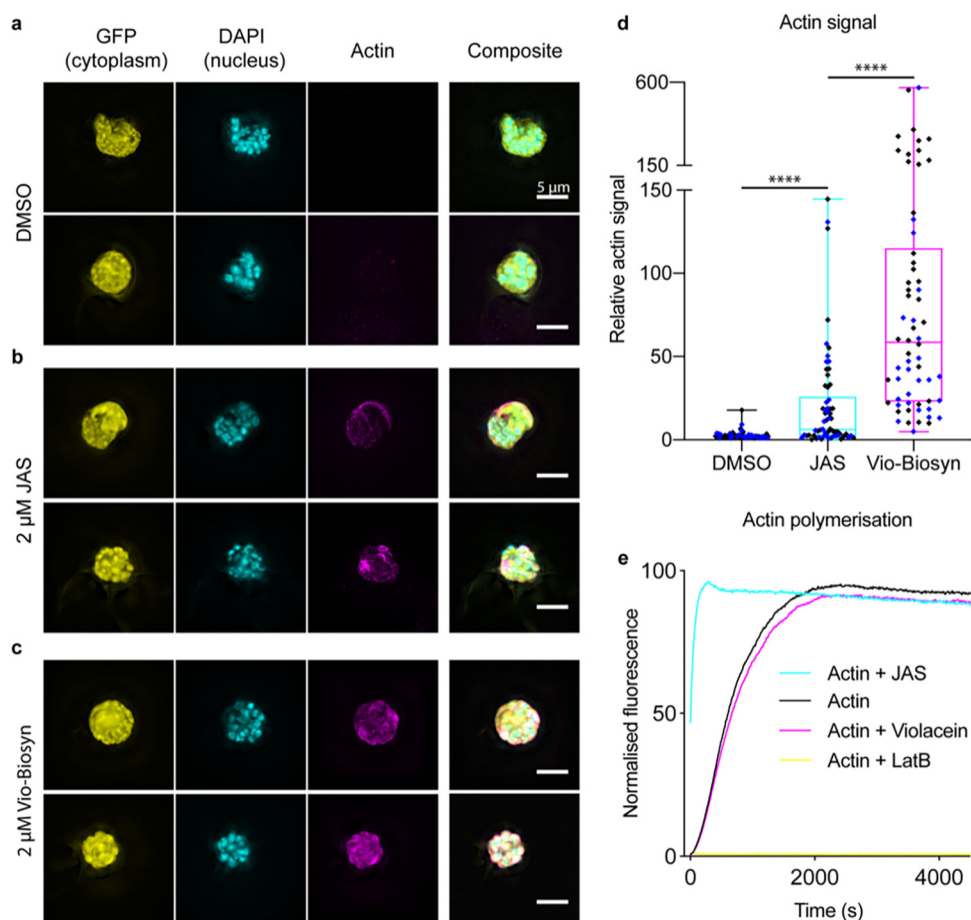 a
GFP
(cytoplasm)
DAPI
(nucleus)
Actin
Composite
DMSO
5 μm
b
2 μM JAS
c
2 μM Vio-Biosyn
d
Actin signal
Relative actin signal
600
150
150
100
50
0
****
****
DMSO
JAS
Vio-Biosyn
Actin polymerisation
e
Normalised fluorescence
100
50
0
Actin + JAS
Actin
Actin + Violacein
Actin + LatB
0
2000
4000
Time (s)